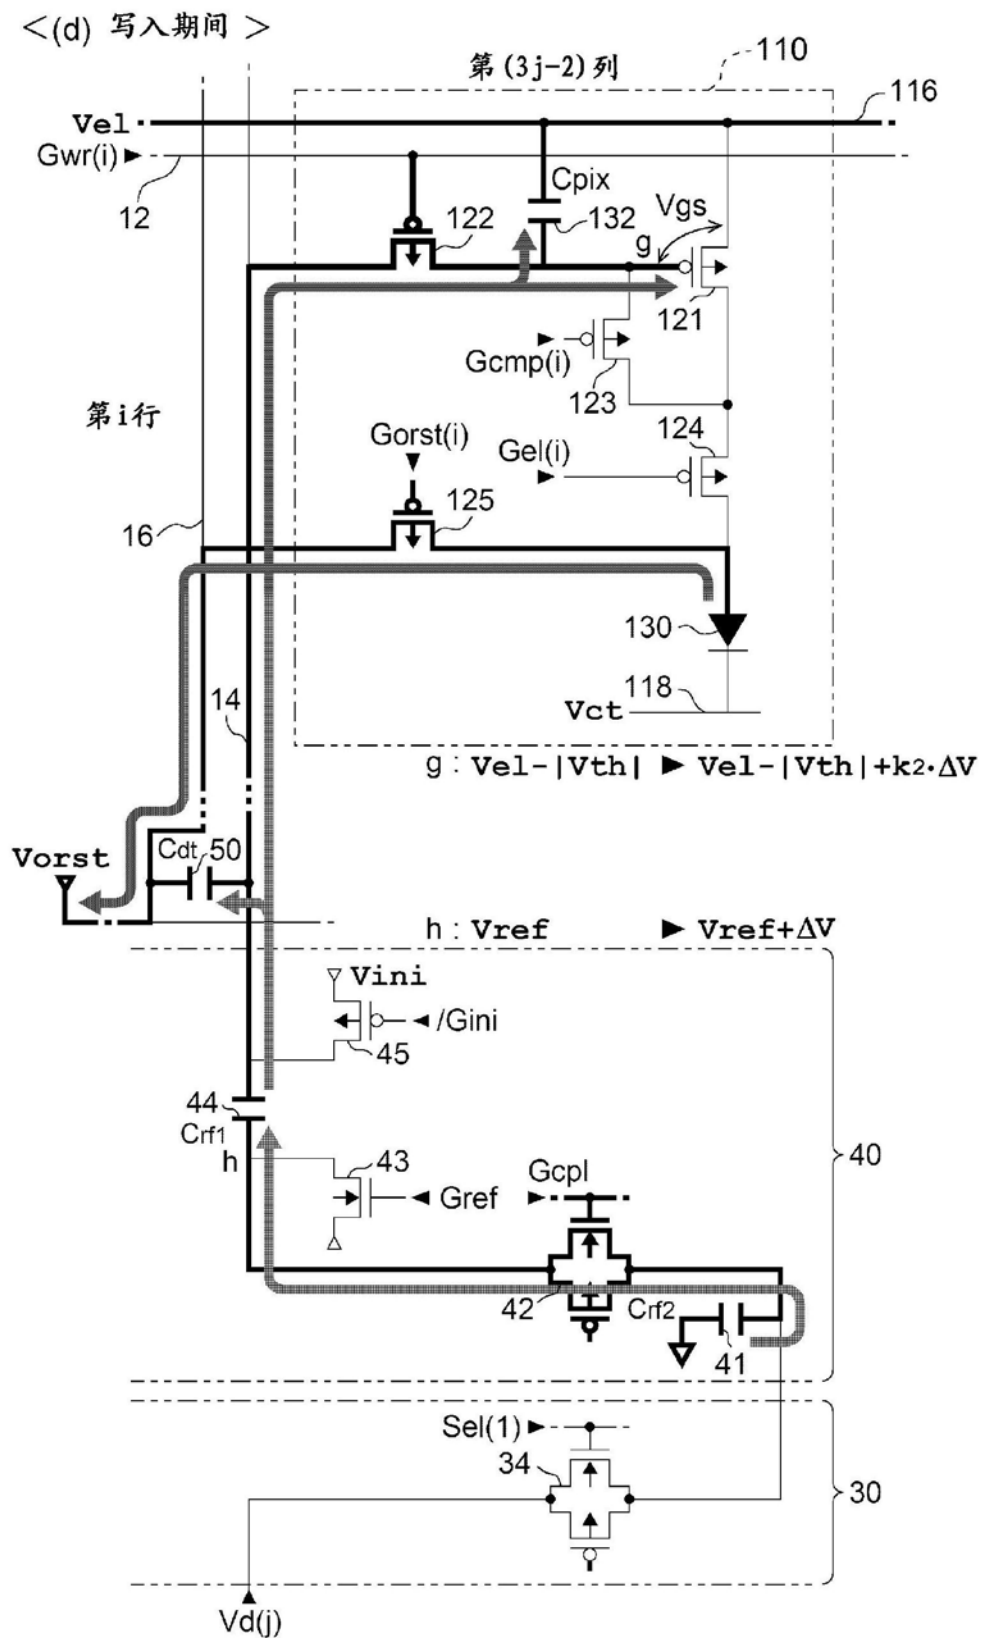 <(d) 写入期间 >
第(3j-2)列
110
116
Vel
Gwr(i)
12
Cpix
132
Vgs
122
g
121
Gcmp(i)
123
第i行
Gorst(i)
Gel(i)
124
125
16
130
118
Vct
14
g : Vel-|Vth| ► Vel-|Vth|+k2·ΔV
Vorst
Cdt 50
h : Vref ► Vref+ΔV
Vini
/Gini
45
44
Crf1
h
43
Gref
Gcpl
40
42
Crf2
41
Sel(1)
34
30
Vd(j)